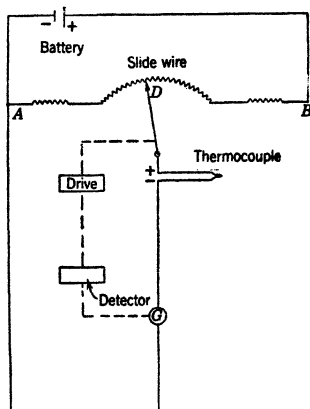 - +
Battery
Slide wire
D
A
B
+
Thermocouple
-
Drive
Detector
G